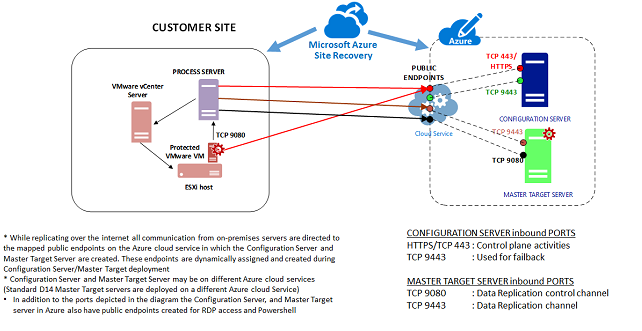 CUSTOMER SITE
Microsoft Azure
Site Recovery
Azure
PROCESS SERVER
VMware vCenter
Server
TCP 9080
Protected
VMware VM
ESXi host
PUBLIC
ENDPOINTS
Cloud Service
TCP 443/
HTTPS
TCP 9443
CONFIGURATION SERVER
TCP 9443
TCP 9080
MASTER TARGET SERVER
* While replicating over the internet all communication from on-premises servers are directed to
the mapped public endpoints on the Azure cloud service in which the Configuration Server and
Master Target Server are created. These endpoints are dynamically assigned and created during
Configuration Server/Master Target deployment
* Configuration Server and Master Target Server may be on different Azure cloud services
(Standard D14 Master Target servers are deployed on a different Azure cloud Service)
• In addition to the ports depicted in the diagram the Configuration Server, and Master Target
server in Azure also have public endpoints created for RDP access and Powershell
CONFIGURATION SERVER inbound PORTS
HTTPS/TCP 443 : Control plane activities
TCP 9443 : Used for failback
MASTER TARGET SERVER inbound PORTS
TCP 9080 : Data Replication control channel
TCP 9443 : Data Replication channel